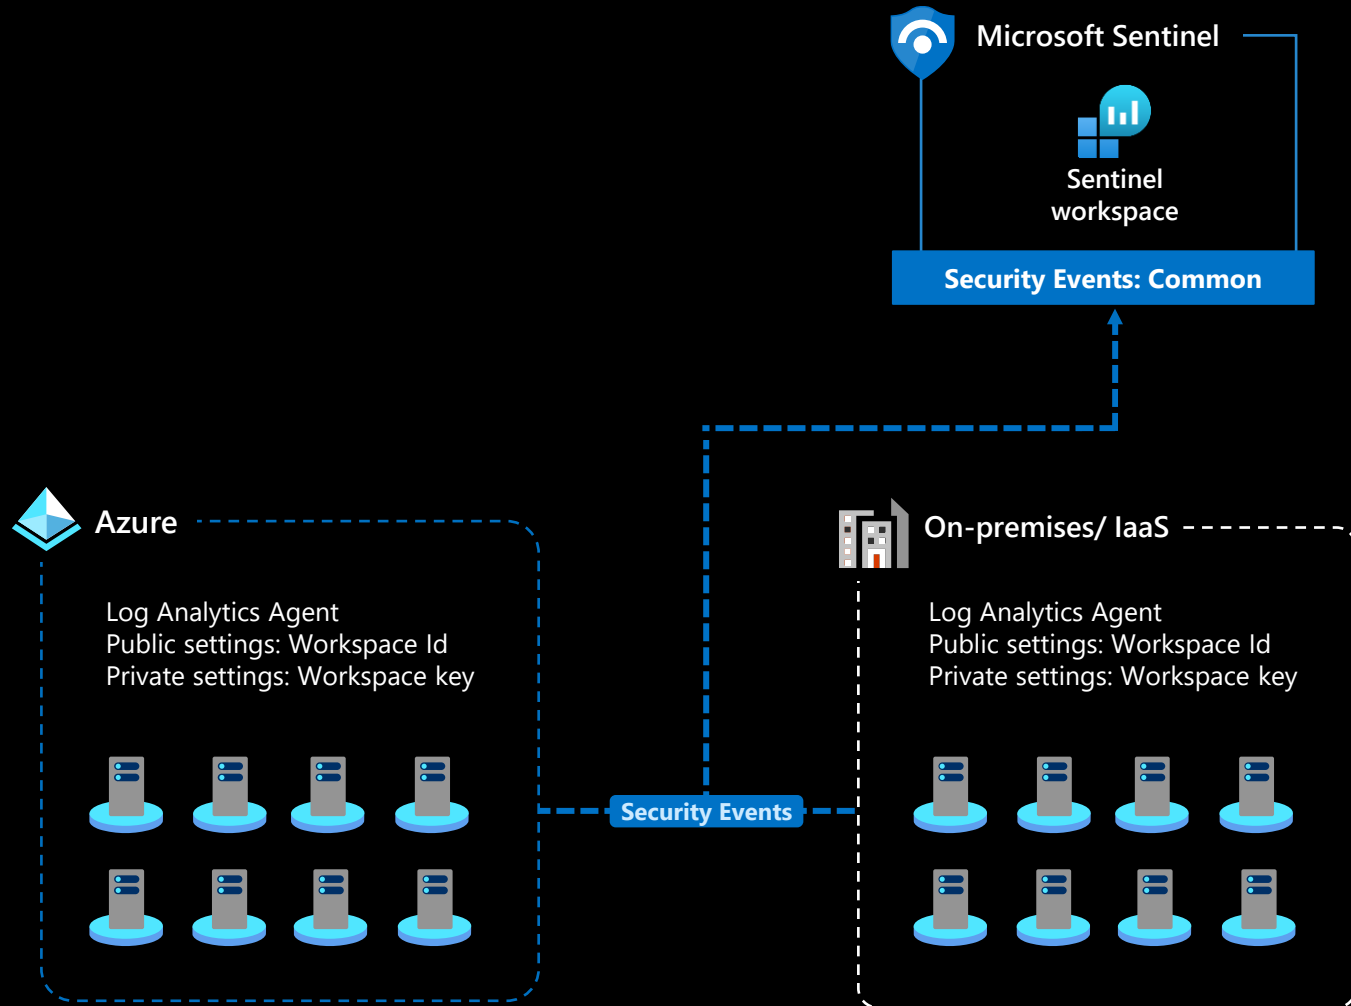 Microsoft Sentinel
Sentinel
workspace
Security Events: Common
Azure
Log Analytics Agent
Public settings: Workspace Id
Private settings: Workspace key
Security Events
On-premises/ IaaS
Log Analytics Agent
Public settings: Workspace Id
Private settings: Workspace key